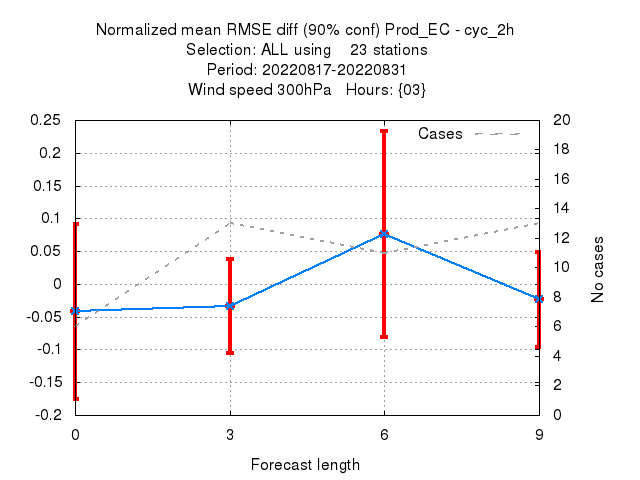 Normalized mean RMSE diff (90% conf) Prod_EC - cyc_2h
Selection: ALL using    23 stations
Period: 20220817-20220831
Wind speed 300hPa   Hours: {03}
Cases
0.25
0.2
0.15
0.1
0.05
0
-0.05
-0.1
-0.15
-0.2
20
18
16
14
12
10
8
6
4
2
0
No cases
0 3 6 9
Forecast length